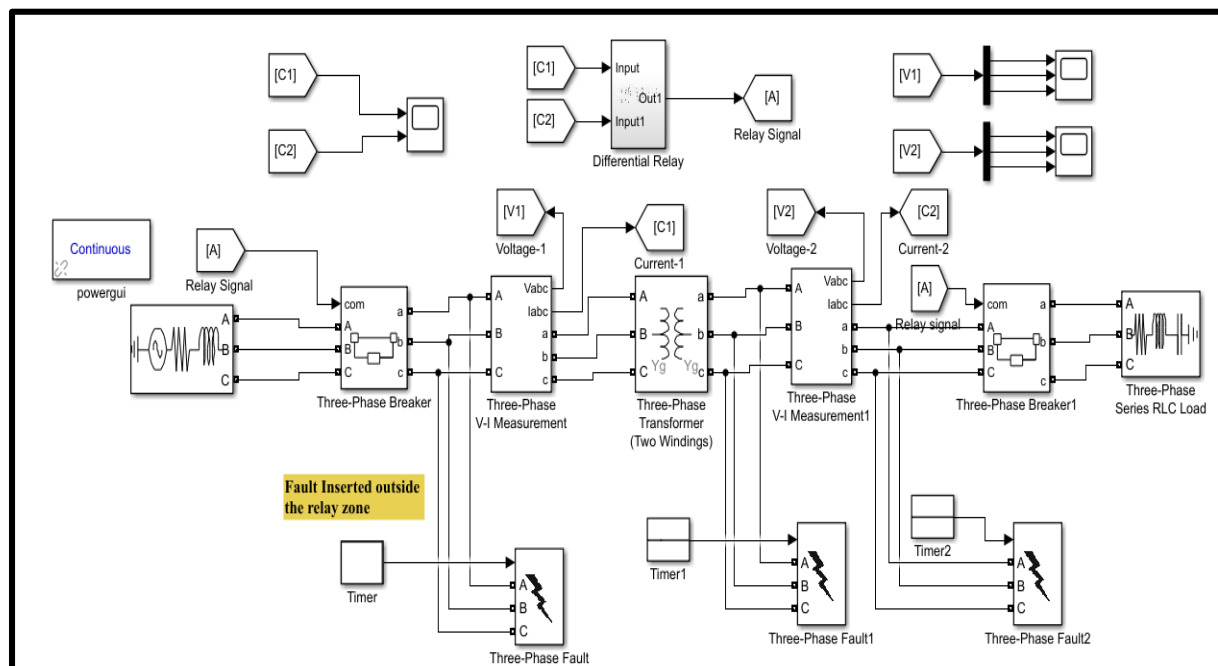 [C1]
[C2]
[C1]
[C2]
Input
Input1
Out1
Differential Relay
[A]
Relay Signal
[V1]
[V2]
Continuous
powergui
[A]
Relay Signal
[V1]
Voltage-1
[C1]
Current-1
[V2]
Voltage-2
[C2]
Current-2
[A]
Relay signal
A
B
C
com
A
B
C
a
b
c
Three-Phase Breaker
A
B
C
Vabc
Iabc
a
b
c
Three-Phase
V-I Measurement
A
B
C
Yg
Yg
a
b
c
Three-Phase
Transformer
(Two Windings)
A
B
C
Vabc
Iabc
a
b
c
Three-Phase
V-I Measurement1
com
A
B
C
a
b
c
Three-Phase Breaker1
A
B
C
Three-Phase
Series RLC Load
Fault Inserted outside
the relay zone
Timer
A
B
C
Three-Phase Fault
Timer1
A
B
C
Three-Phase Fault1
Timer2
A
B
C
Three-Phase Fault2